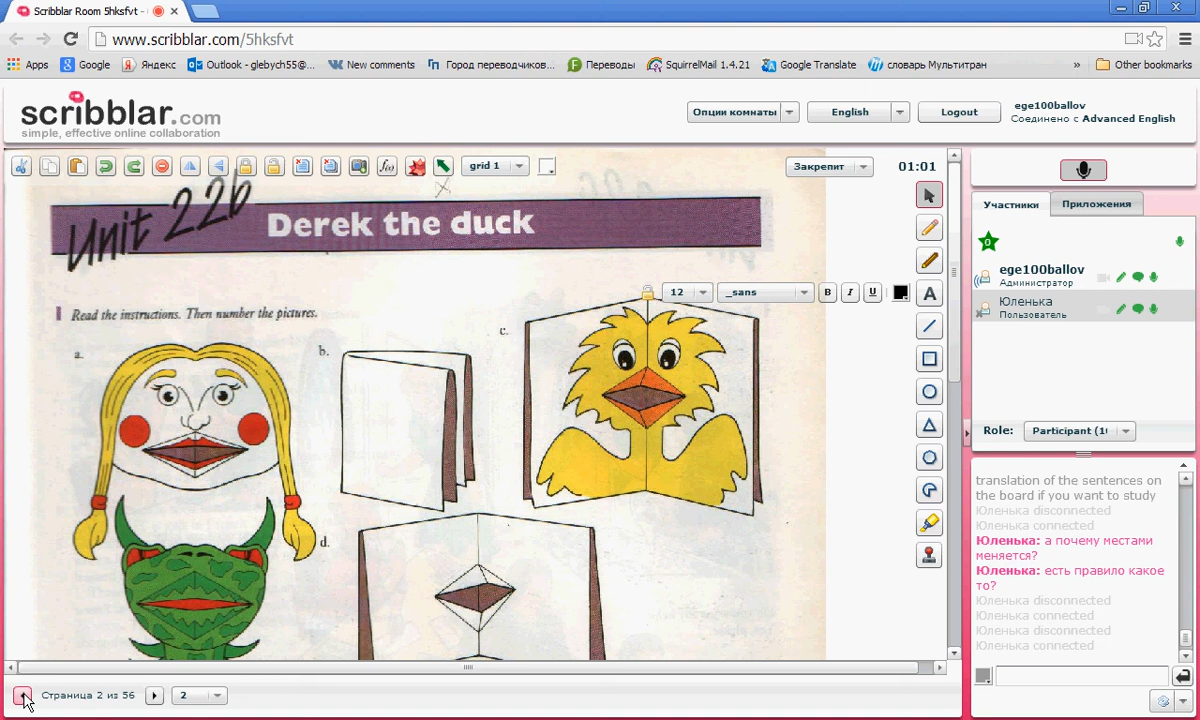 Scribblar Room 5hksfvt -
www.scribblar.com/5hksfvt
Apps Google Яндекс Outlook - glebych55@... New comments Город переводчиков... Переводы SquirrelMail 1.4.21 Google Translate словарь Мультитран » Other bookmarks
scribblar.com
simple, effective online collaboration
Опции комнаты English Logout
ege100ballov
Соединено с Advanced English
f(x) grid 1 Закрепит 01:01
Участники Приложения
Unit 22b Derek the duck
0
ege100ballov
Администратор
Юленька
Пользователь
12 _sans B I U A
Read the instructions. Then number the pictures.
a. b. c.
d.
Role: Participant (1
translation of the sentences on
the board if you want to study
Юленька disconnected
Юленька connected
Юленька: а почему местами
меняется?
Юленька: есть правило какое
то?
Юленька disconnected
Юленька connected
Юленька disconnected
Юленька connected
Страница 2 из 56 2